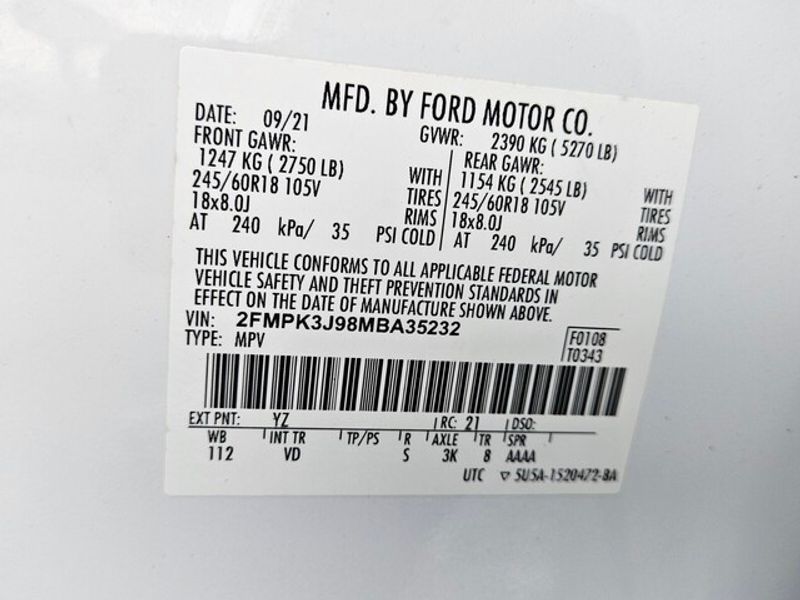 MFD. BY FORD MOTOR CO.
DATE: 09/21 GVWR: 2390 KG ( 5270 LB)
FRONT GAWR: REAR GAWR:
1247 KG ( 2750 LB) WITH 1154 KG ( 2545 LB) WITH
245/60R18 105V TIRES 245/60R18 105V TIRES
18x8.0J RIMS 18x8.0J RIMS
AT 240 kPa/ 35 PSI COLD AT 240 kPa/ 35 PSI COLD
THIS VEHICLE CONFORMS TO ALL APPLICABLE FEDERAL MOTOR
VEHICLE SAFETY AND THEFT PREVENTION STANDARDS IN
EFFECT ON THE DATE OF MANUFACTURE SHOWN ABOVE.
VIN: 2FMPK3J98MBA35232
TYPE: MPV
F0108
T0343
EXT PNT: YZ RC: 21 DSO:
WB INT TR TP/PS R AXLE TR SPR
112 VD S 3K 8 AAAA
UTC ▽ 5U5A-1520472-BA